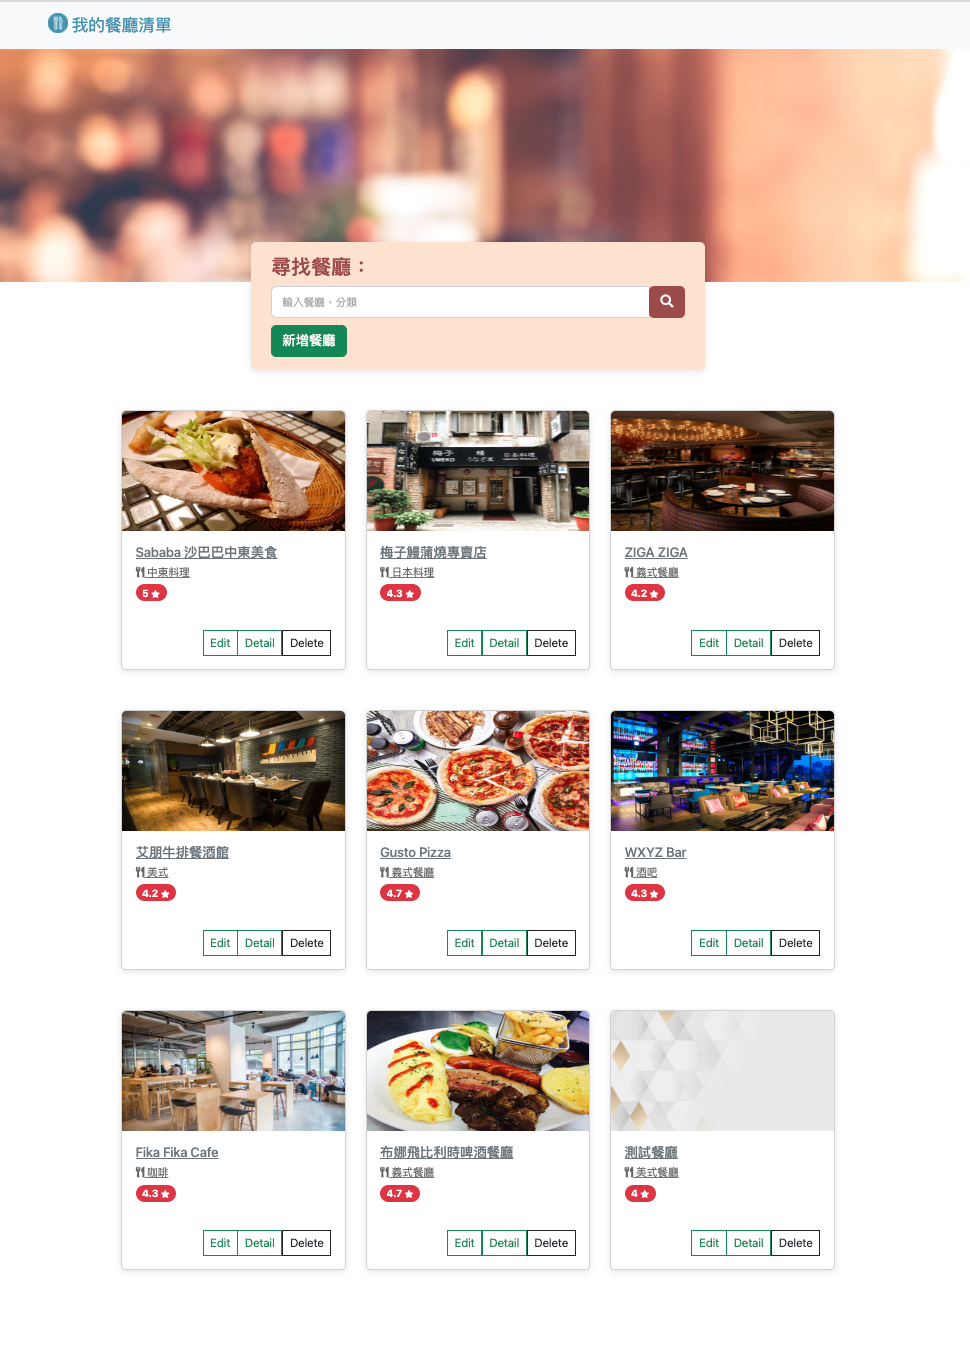 我的餐廳清單
尋找餐廳：
輸入餐廳、分類
新增餐廳
梅子 鰻
UMEKO うなぎ屋 日本料理
Sababa 沙巴巴中東美食
中東料理
5
Edit Detail Delete
梅子鰻蒲燒專賣店
日本料理
4.3
Edit Detail Delete
ZIGA ZIGA
義式餐廳
4.2
Edit Detail Delete
艾朋牛排餐酒館
美式
4.2
Edit Detail Delete
Gusto Pizza
義式餐廳
4.7
Edit Detail Delete
WXYZ Bar
酒吧
4.3
Edit Detail Delete
Fika Fika Cafe
咖啡
4.3
Edit Detail Delete
布娜飛比利時啤酒餐廳
義式餐廳
4.7
Edit Detail Delete
測試餐廳
美式餐廳
4
Edit Detail Delete